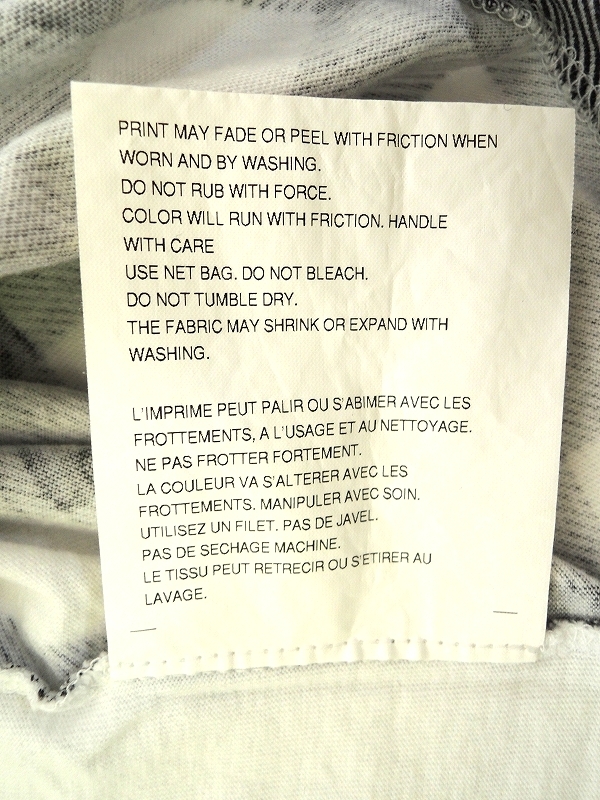 PRINT MAY FADE OR PEEL WITH FRICTION WHEN
WORN AND BY WASHING.
DO NOT RUB WITH FORCE.
COLOR WILL RUN WITH FRICTION. HANDLE
WITH CARE
USE NET BAG. DO NOT BLEACH.
DO NOT TUMBLE DRY.
THE FABRIC MAY SHRINK OR EXPAND WITH
WASHING.
L'IMPRIME PEUT PALIR OU S'ABIMER AVEC LES
FROTTEMENTS, A L'USAGE ET AU NETTOYAGE.
NE PAS FROTTER FORTEMENT.
LA COULEUR VA S'ALTERER AVEC LES
FROTTEMENTS. MANIPULER AVEC SOIN.
UTILISEZ UN FILET. PAS DE JAVEL.
PAS DE SECHAGE MACHINE.
LE TISSU PEUT RETRECIR OU S'ETIRER AU
LAVAGE.